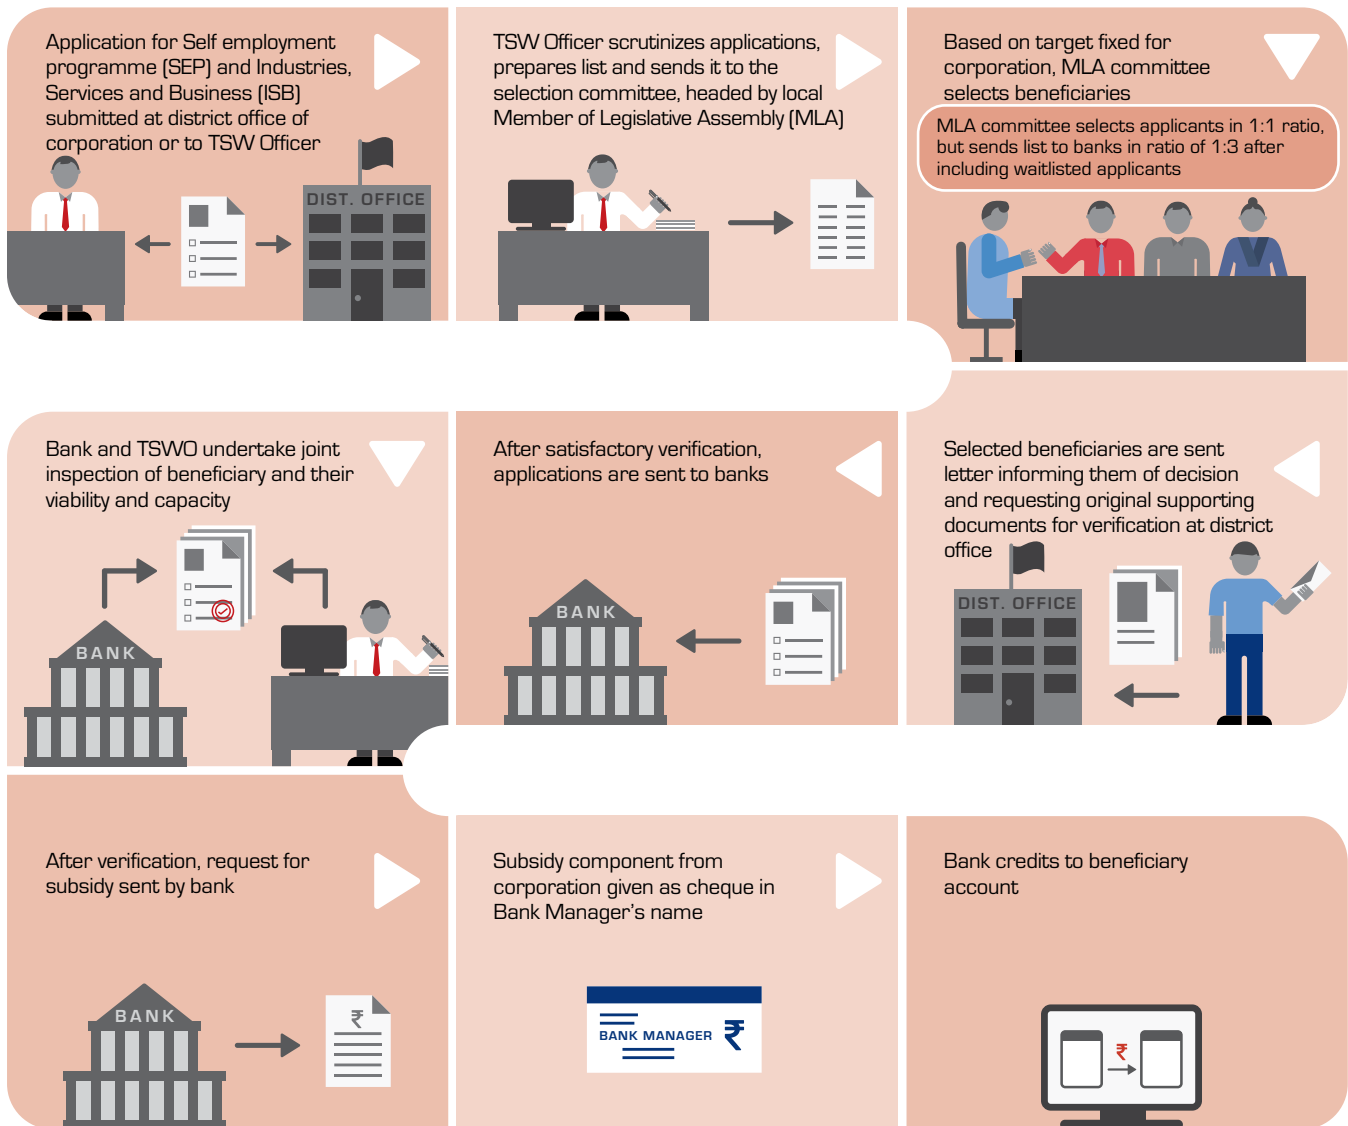 Application for Self employment
programme (SEP) and Industries,
Services and Business (ISB)
submitted at district office of
corporation or to TSW Officer
DIST. OFFICE
TSW Officer scrutinizes applications,
prepares list and sends it to the
selection committee, headed by local
Member of Legislative Assembly (MLA)
Based on target fixed for
corporation, MLA committee
selects beneficiaries
MLA committee selects applicants in 1:1 ratio,
but sends list to banks in ratio of 1:3 after
including waitlisted applicants
Selected beneficiaries are sent
letter informing them of decision
and requesting original supporting
documents for verification at district
office
DIST. OFFICE
After satisfactory verification,
applications are sent to banks
BANK
Bank and TSWO undertake joint
inspection of beneficiary and their
viability and capacity
BANK
After verification, request for
subsidy sent by bank
BANK
₹
Subsidy component from
corporation given as cheque in
Bank Manager's name
BANK MANAGER ₹
Bank credits to beneficiary
account
₹